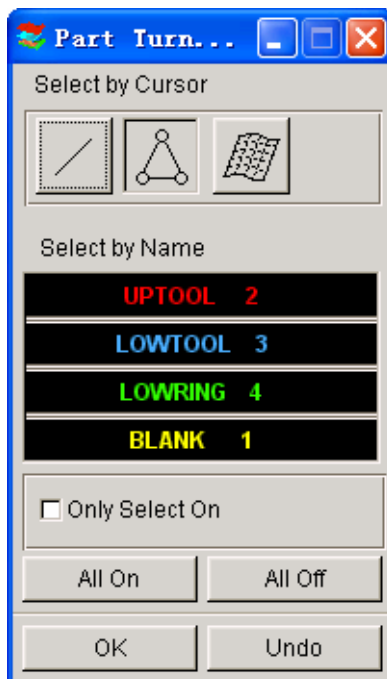 Part Turn...
Select by Cursor
Select by Name
UPTOOL 2
LOWTOOL 3
LOWRING 4
BLANK 1
Only Select On
All On All Off
OK Undo